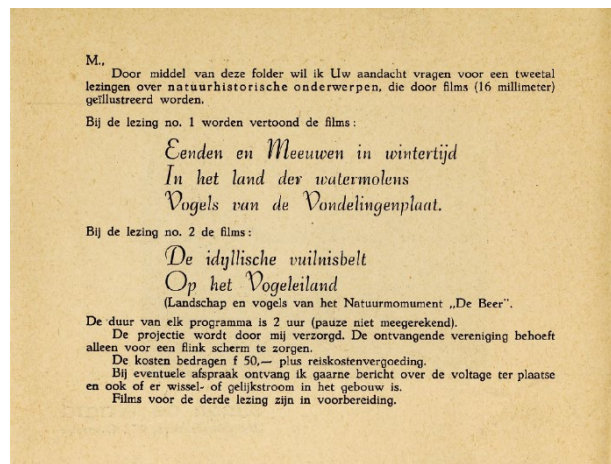 M.,
Door middel van deze folder wil ik Uw aandacht vragen voor een tweetal
lezingen over natuurhistorische onderwerpen, die door films (16 millimeter)
geïllustreerd worden.
Bij de lezing no. 1 worden vertoond de films:
Eenden en Meeuwen in wintertijd
In het land der watermolens
Vogels van de Vondelingenplaat.
Bij de lezing no. 2 de films:
De idyllische vuilnisbelt
Op het Vogeleiland
(Landschap en vogels van het Natuurmomument „De Beer".
De duur van elk programma is 2 uur (pauze niet meegerekend).
De projectie wordt door mij verzorgd. De ontvangende vereniging behoeft
alleen voor een flink scherm te zorgen.
De kosten bedragen f 50,— plus reiskostenvergoeding.
Bij eventuele afspraak ontvang ik gaarne bericht over de voltage ter plaatse
en ook of er wissel- of gelijkstroom in het gebouw is.
Films voor de derde lezing zijn in voorbereiding.